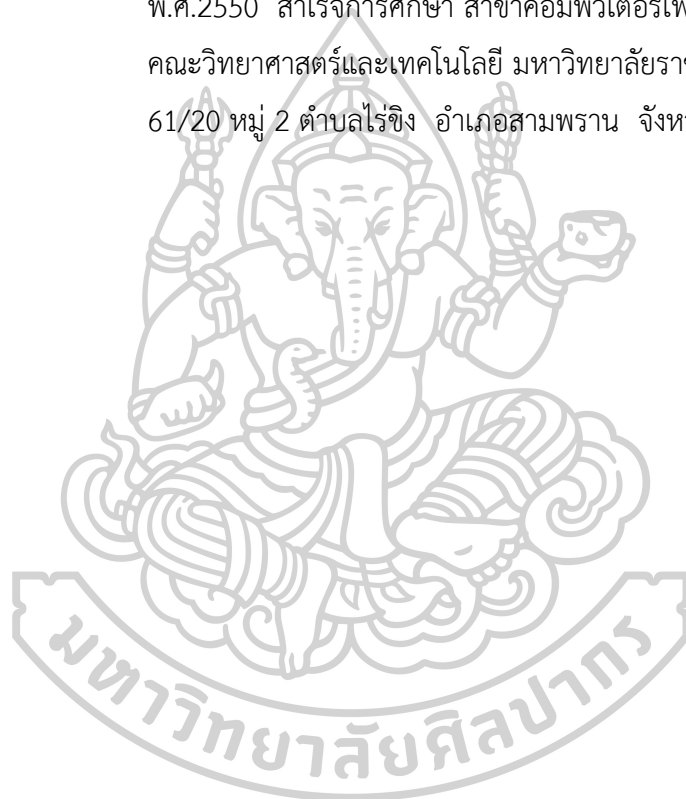 พ.ศ.2550 สำเร็จการศึกษา สาขาคอมพิวเตอร์เพ
คณะวิทยาศาสตร์และเทคโนโลยี มหาวิทยาลัยราช
61/20 หมู่ 2 ตำบลไร่ขิง อำเภอสามพราน จังหว
มหาวิทยาลัยศิลปากร